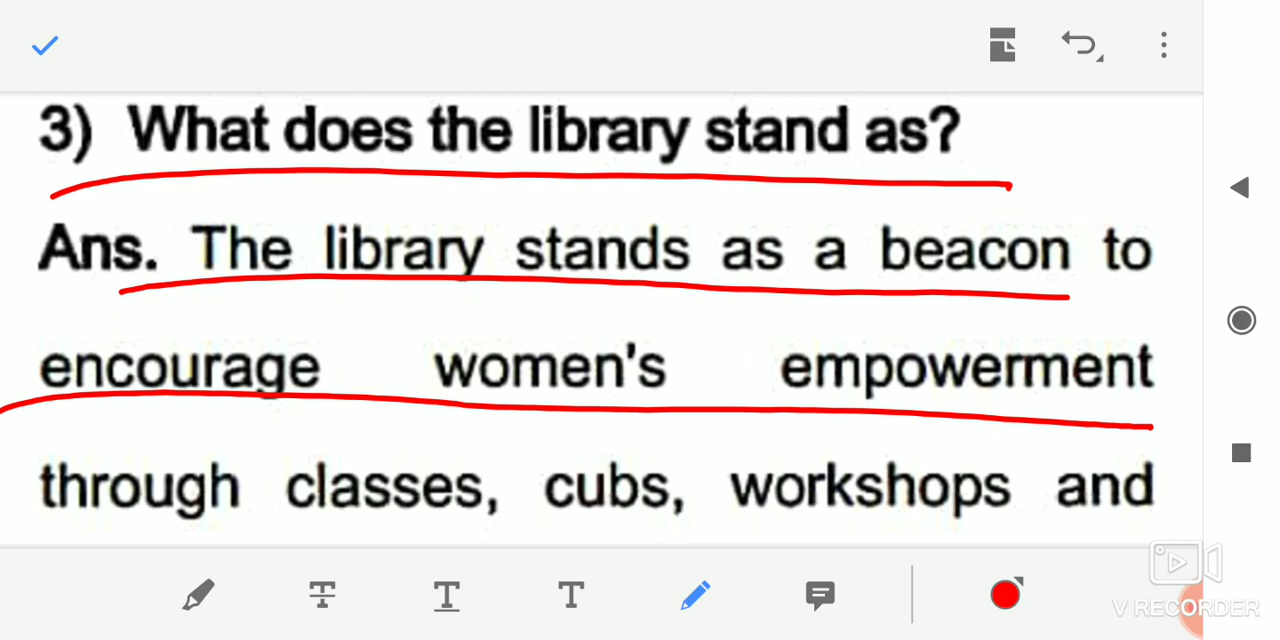 3) What does the library stand as?
Ans. The library stands as a beacon to
encourage women's empowerment
through classes, cubs, workshops and
V RECORDER